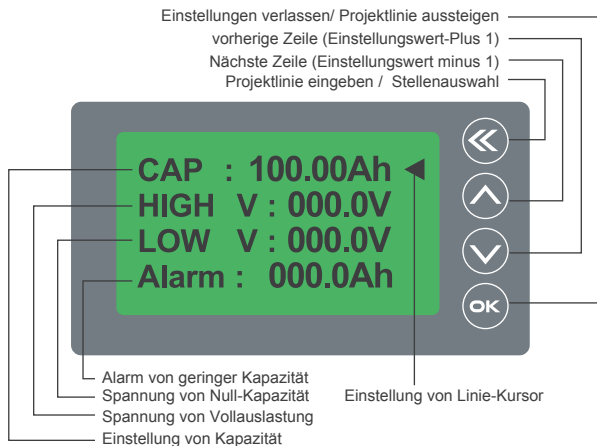 Einstellungen verlassen/ Projektlinie aussteigen
vorherige Zeile (Einstellungswert-Plus 1)
Nächste Zeile (Einstellungswert minus 1)
Projektlinie eingeben / Stellenauswahl
CAP : 100.00Ah
HIGH V : 000.0V
LOW V : 000.0V
Alarm : 000.0Ah
OK
Alarm von geringer Kapazität
Spannung von Null-Kapazität
Einstellung von Linie-Kursor
Spannung von Vollauslastung
Einstellung von Kapazität